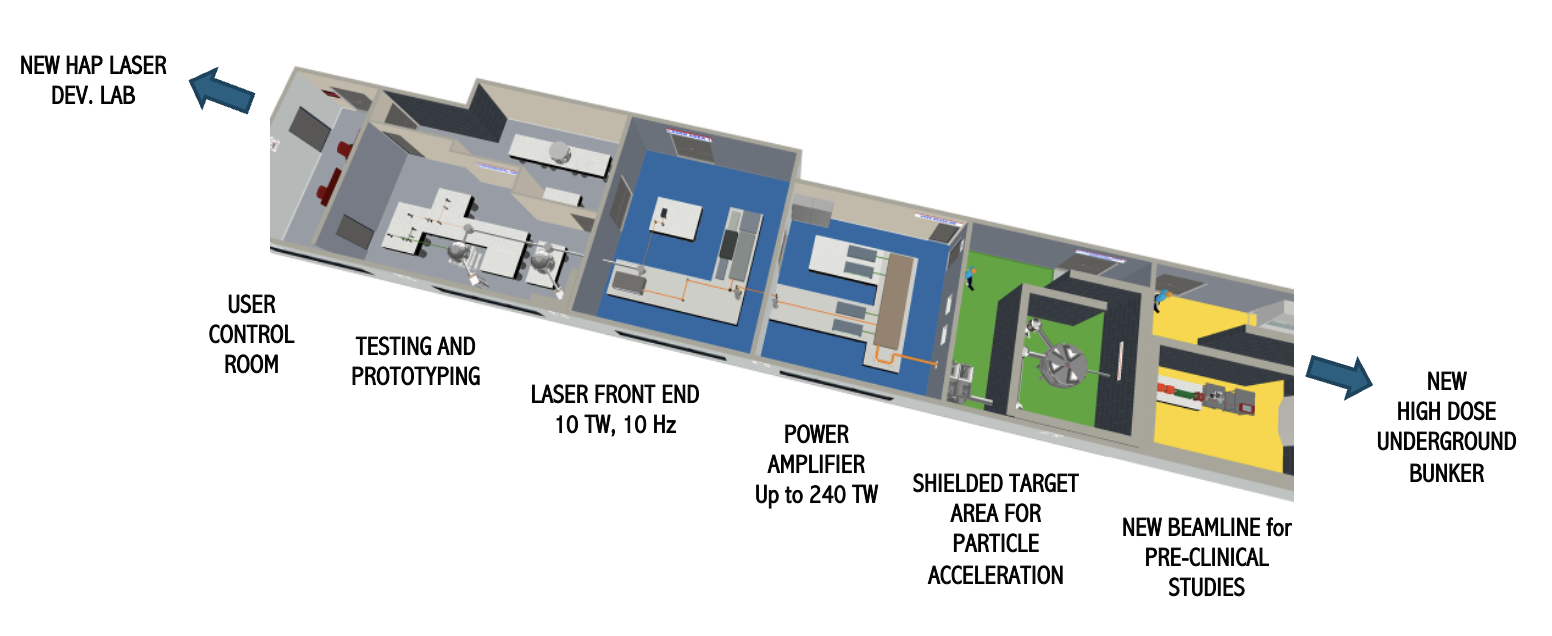 NEW HAP LASER
DEV. LAB
USER
CONTROL
ROOM
TESTING AND
PROTOTYPING
LASER FRONT END
10 TW, 10 Hz
POWER
AMPLIFIER
Up to 240 TW
SHIELDED TARGET
AREA FOR
PARTICLE
ACCELERATION
NEW BEAMLINE for
PRE-CLINICAL
STUDIES
NEW
HIGH DOSE
UNDERGROUND
BUNKER